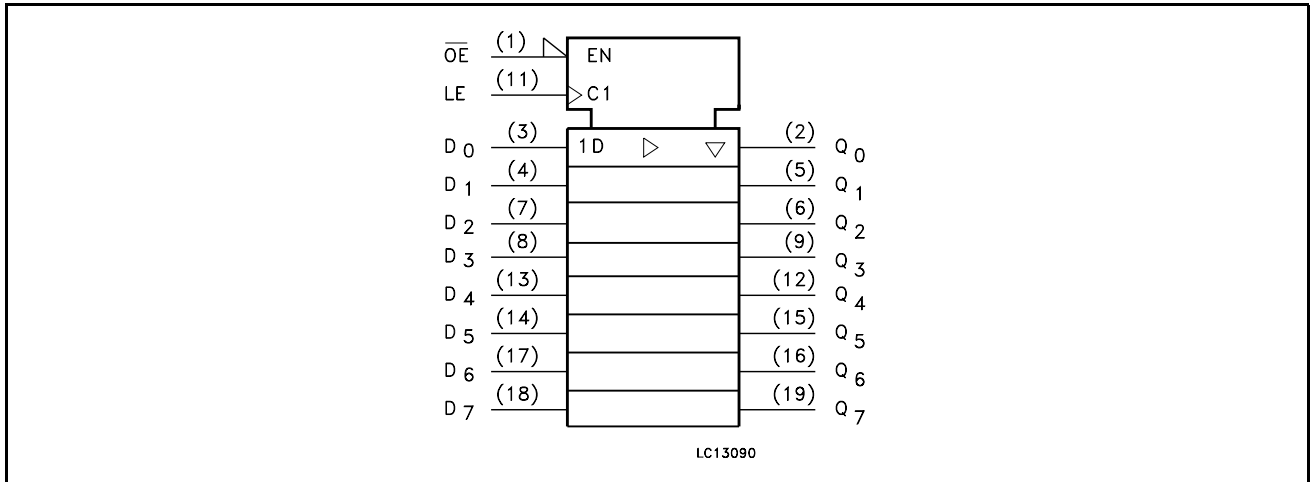 O̅E̅ (1) EN
LE (11) C1
D0 (3) 1D (2) Q0
D1 (4) (5) Q1
D2 (7) (6) Q2
D3 (8) (9) Q3
D4 (13) (12) Q4
D5 (14) (15) Q5
D6 (17) (16) Q6
D7 (18) (19) Q7
LC13090